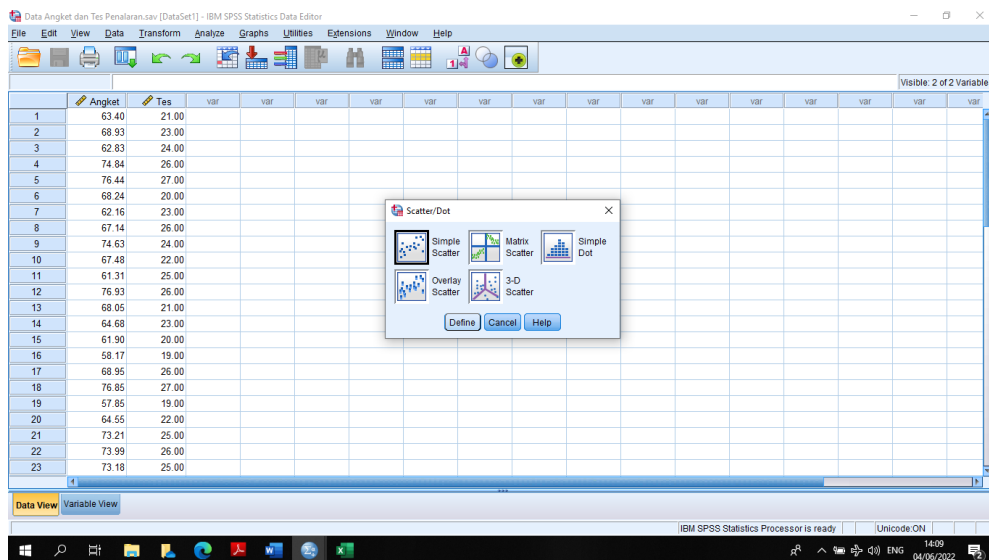 Data Angket dan Tes Penalaran.sav [DataSet1] - IBM SPSS Statistics Data Editor
File Edit View Data Transform Analyze Graphs Utilities Extensions Window Help
Visible: 2 of 2 Variable
Angket Tes var var var var var var var var var var var var var var var
1 63.40 21.00
2 68.93 23.00
3 62.83 24.00
4 74.84 26.00
5 76.44 27.00
6 68.24 20.00
7 62.16 23.00
8 67.14 26.00
9 74.63 24.00
10 67.48 22.00
11 61.31 25.00
12 76.93 26.00
13 68.05 21.00
14 64.68 23.00
15 61.90 20.00
16 58.17 19.00
17 68.95 26.00
18 76.85 27.00
19 57.85 19.00
20 64.55 22.00
21 73.21 25.00
22 73.99 26.00
23 73.18 25.00
Scatter/Dot
Simple Scatter
Matrix Scatter
Simple Dot
Overlay Scatter
3-D Scatter
Define Cancel Help
Data View Variable View
IBM SPSS Statistics Processor is ready Unicode:ON
ENG 14:09
04/06/2022